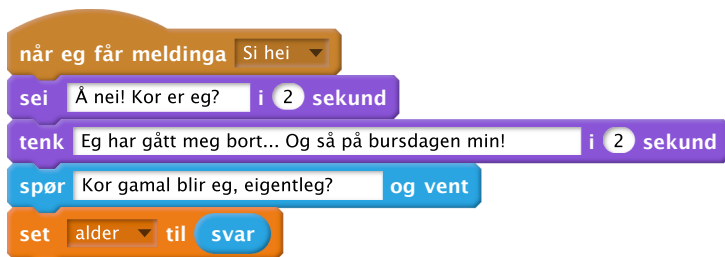 når eg får meldinga Si hei
sei Å nei! Kor er eg? i 2 sekund
tenk Eg har gått meg bort... Og så på bursdagen min! i 2 sekund
spør Kor gamal blir eg, eigentleg? og vent
set alder til svar